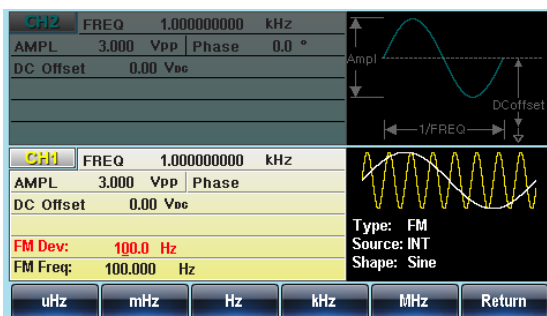 CH2 FREQ 1.000000000 kHz
AMPL 3.000 VPP Phase 0.0 °
DC Offset 0.00 VDC
Ampl
DCoffset
1/FREQ
CH1 FREQ 1.000000000 kHz
AMPL 3.000 VPP Phase
DC Offset 0.00 VDC
FM Dev: 100.0 Hz
FM Freq: 100.000 Hz
Type: FM
Source: INT
Shape: Sine
uHz mHz Hz kHz MHz Return